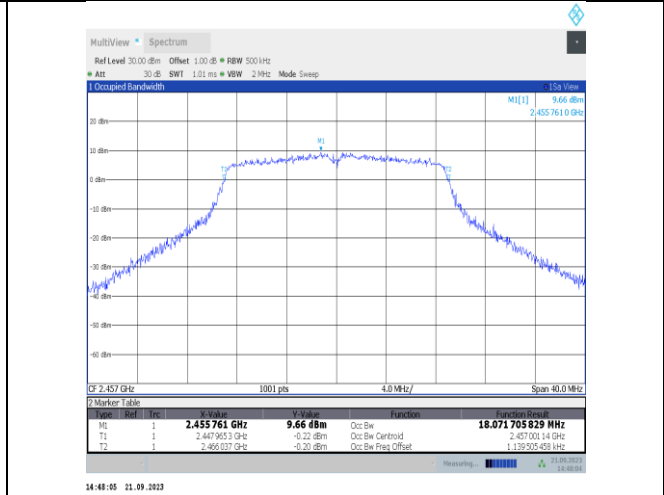 MultiView Spectrum
Ref Level 30.00 dBm Offset 1.00 dB RBW 500 kHz
Att 30 dB SWT 1.01 ms VBW 2 MHz Mode Sweep
1 Occupied Bandwidth 1Sa View
M1[1] 9.66 dBm
2.4557610 GHz
20 dBm
M1
10 dBm
T1 T2
0 dBm
-10 dBm
-20 dBm
-30 dBm
-40 dBm
-50 dBm
-60 dBm
CF 2.457 GHz 1001 pts 4.0 MHz/ Span 40.0 MHz
2 Marker Table
Type Ref Trc X-Value Y-Value Function Function Result
M1 1 2.455761 GHz 9.66 dBm Occ Bw 18.071705829 MHz
T1 1 2.4479653 GHz -0.22 dBm Occ Bw Centroid 2.45700114 GHz
T2 1 2.466037 GHz -0.20 dBm Occ Bw Freq Offset 1.139505458 kHz
Measuring... 21.09.2023
14:48:04
14:48:05 21.09.2023